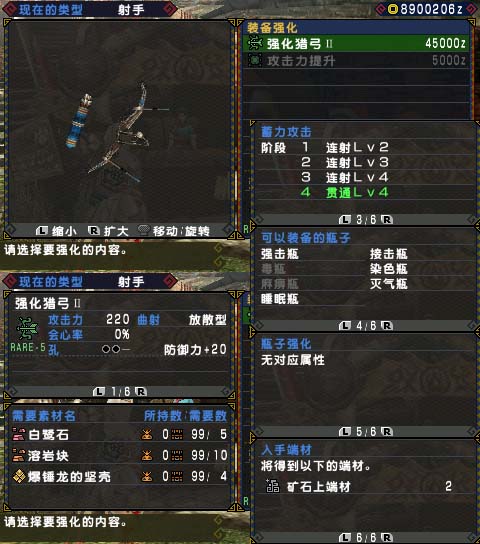 现在的类型 射手
缩小 R 扩大 移动/旋转
请选择要强化的内容。
8900206z
装备强化
强化猎弓Ⅱ 45000z
攻击力提升 5000z
蓄力攻击
阶段 1 连射Lv2
2 连射Lv3
3 连射Lv4
4 贯通Lv4
L 3/6 R
可以装备的瓶子
强击瓶 接击瓶
毒瓶 染色瓶
麻痹瓶 灭气瓶
睡眠瓶
L 4/6 R
现在的类型 射手
强化猎弓Ⅱ
攻击力 220 曲射 放散型
会心率 0%
RARE-5 孔 ●●— 防御力+20
L 1/6 R
需要素材名 所持数/需要数
白鹭石 0 99/ 5
溶岩块 0 99/10
爆锤龙的坚壳 0 99/ 4
请选择要强化的内容。
瓶子强化
无对应属性
L 5/6 R
入手端材
将得到以下的端材。
矿石上端材 2
L 6/6 R